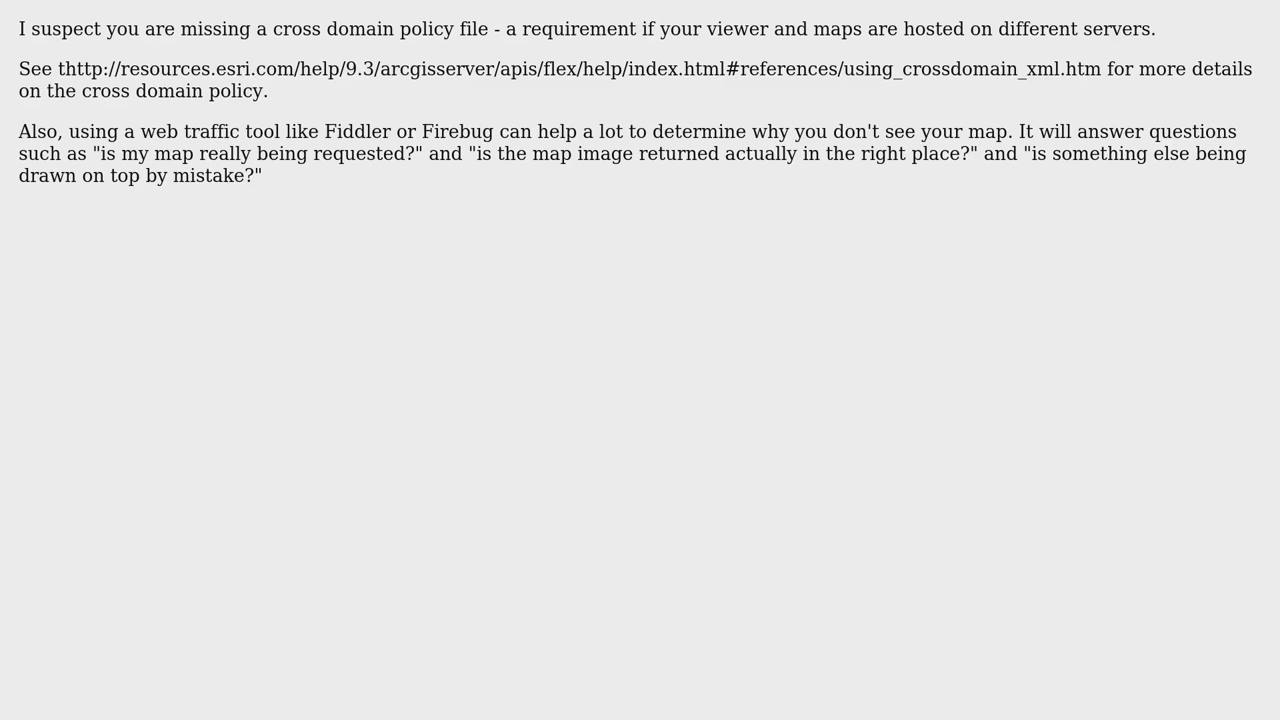 I suspect you are missing a cross domain policy file - a requirement if your viewer and maps are hosted on different servers.
See thttp://resources.esri.com/help/9.3/arcgisserver/apis/flex/help/index.html#references/using_crossdomain_xml.htm for more details
on the cross domain policy.
Also, using a web traffic tool like Fiddler or Firebug can help a lot to determine why you don't see your map. It will answer questions
such as "is my map really being requested?" and "is the map image returned actually in the right place?" and "is something else being
drawn on top by mistake?"